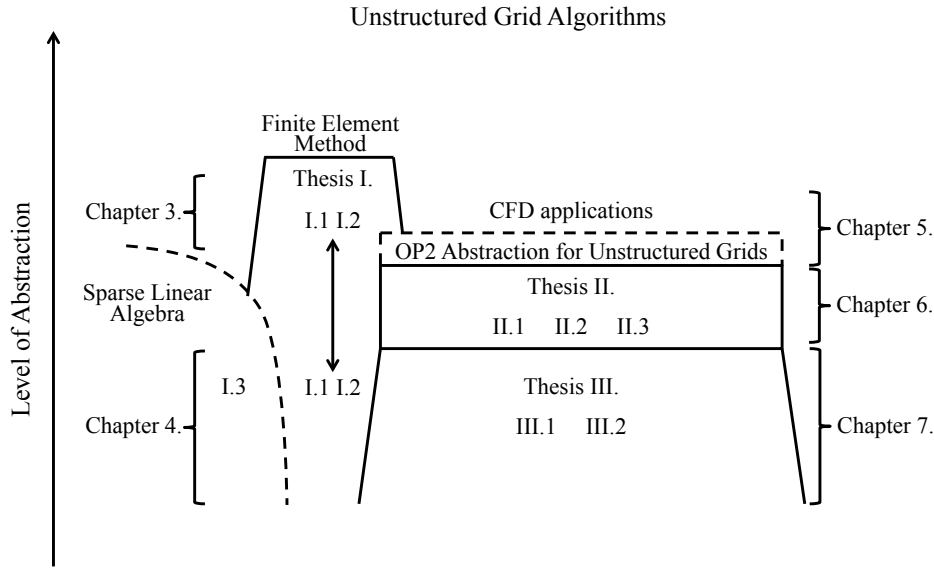 Unstructured Grid Algorithms
Level of Abstraction
Finite Element
Method
Thesis I.
Chapter 3.
I.1 I.2
CFD applications
Chapter 5.
OP2 Abstraction for Unstructured Grids
Sparse Linear
Algebra
Thesis II.
Chapter 6.
II.1 II.2 II.3
I.3
I.1 I.2
Thesis III.
Chapter 4.
III.1 III.2
Chapter 7.